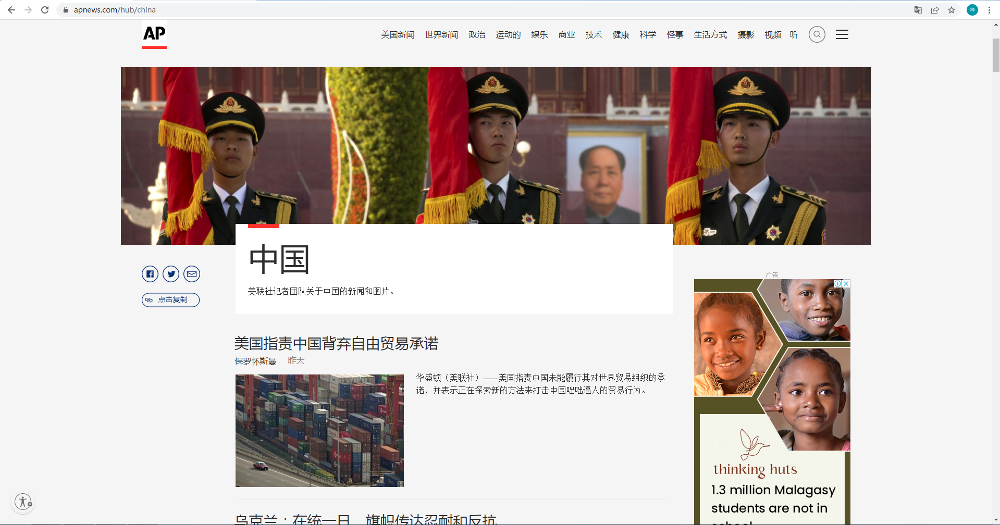 apnews.com/hub/china
桦
AP
美国新闻 世界新闻 政治 运动的 娱乐 商业 技术 健康 科学 怪事 生活方式 摄影 视频 听
中国
美联社记者团队关于中国的新闻和图片。
点击复制
广告
美国指责中国背弃自由贸易承诺
保罗怀斯曼 昨天
华盛顿（美联社）——美国指责中国未能履行其对世界贸易组织的承
诺，并表示正在探索新的方法来打击中国咄咄逼人的贸易行为。
thinking huts
1.3 million Malagasy
students are not in
school
乌克兰：在统一日，旗帜传达忍耐和反抗